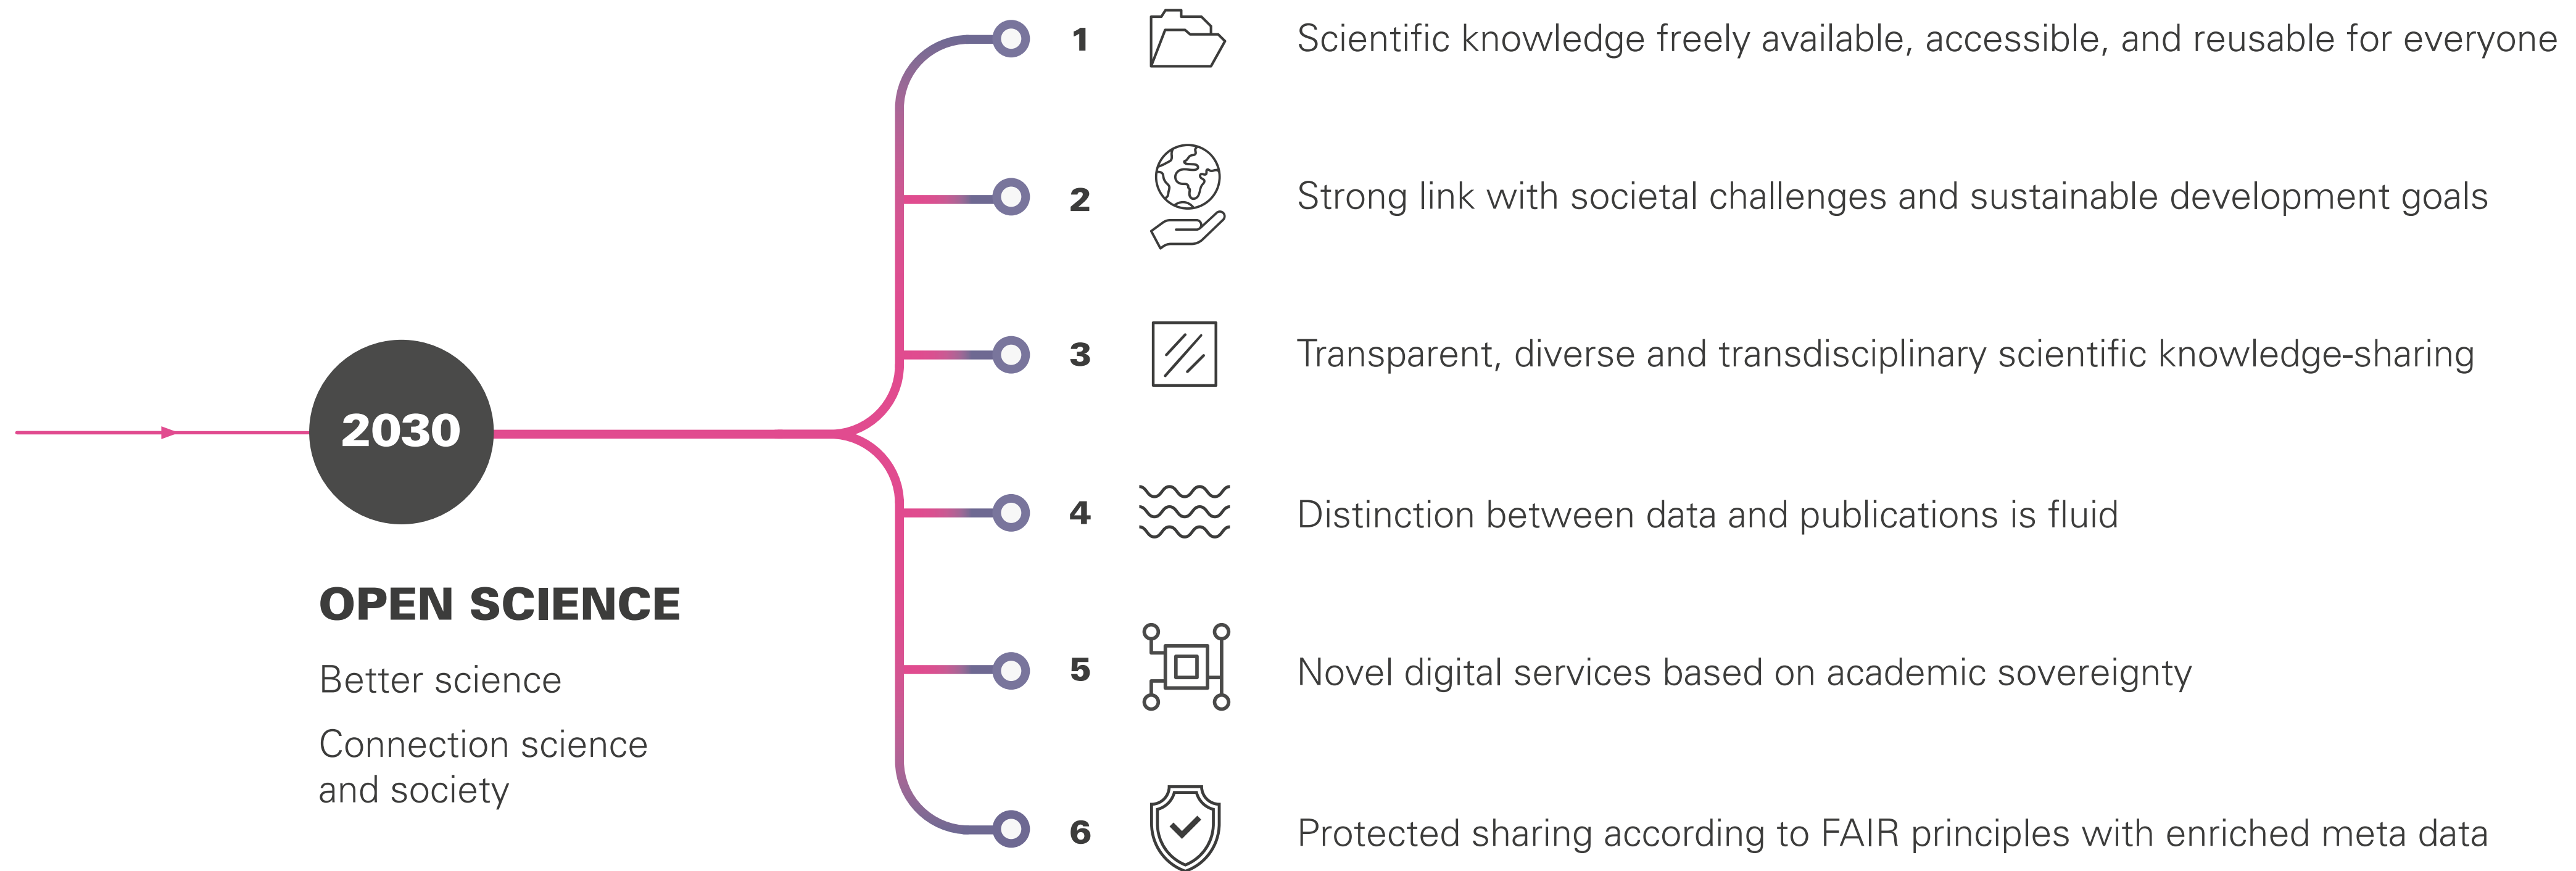 2030
OPEN SCIENCE
Better science
Connection science
and society
1 Scientific knowledge freely available, accessible, and reusable for everyone
2 Strong link with societal challenges and sustainable development goals
3 Transparent, diverse and transdisciplinary scientific knowledge-sharing
4 Distinction between data and publications is fluid
5 Novel digital services based on academic sovereignty
6 Protected sharing according to FAIR principles with enriched meta data